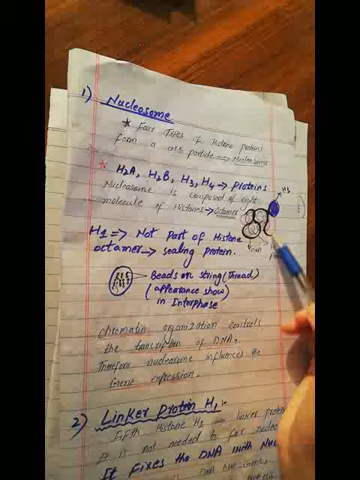 1) Nucleosome
* Four Types of Histone proteins
form a core particle → Nucleosome
* H2A, H2B, H3, H4 → proteins
Nucleosome is composed of eight
molecule of Histones → octamer
H1 => Not Part of Histone
octamer → sealing protein.
Beads on string (Thread)
(appearance show)
in Interphase
Chromatin organization controls
the transcription of DNA,
Therefore nucleosome influences the
Gene expression.
2) Linker Protein H1 :-
Fifth Histone H1 linker protein
It is not needed to for
It fixes the DNA with